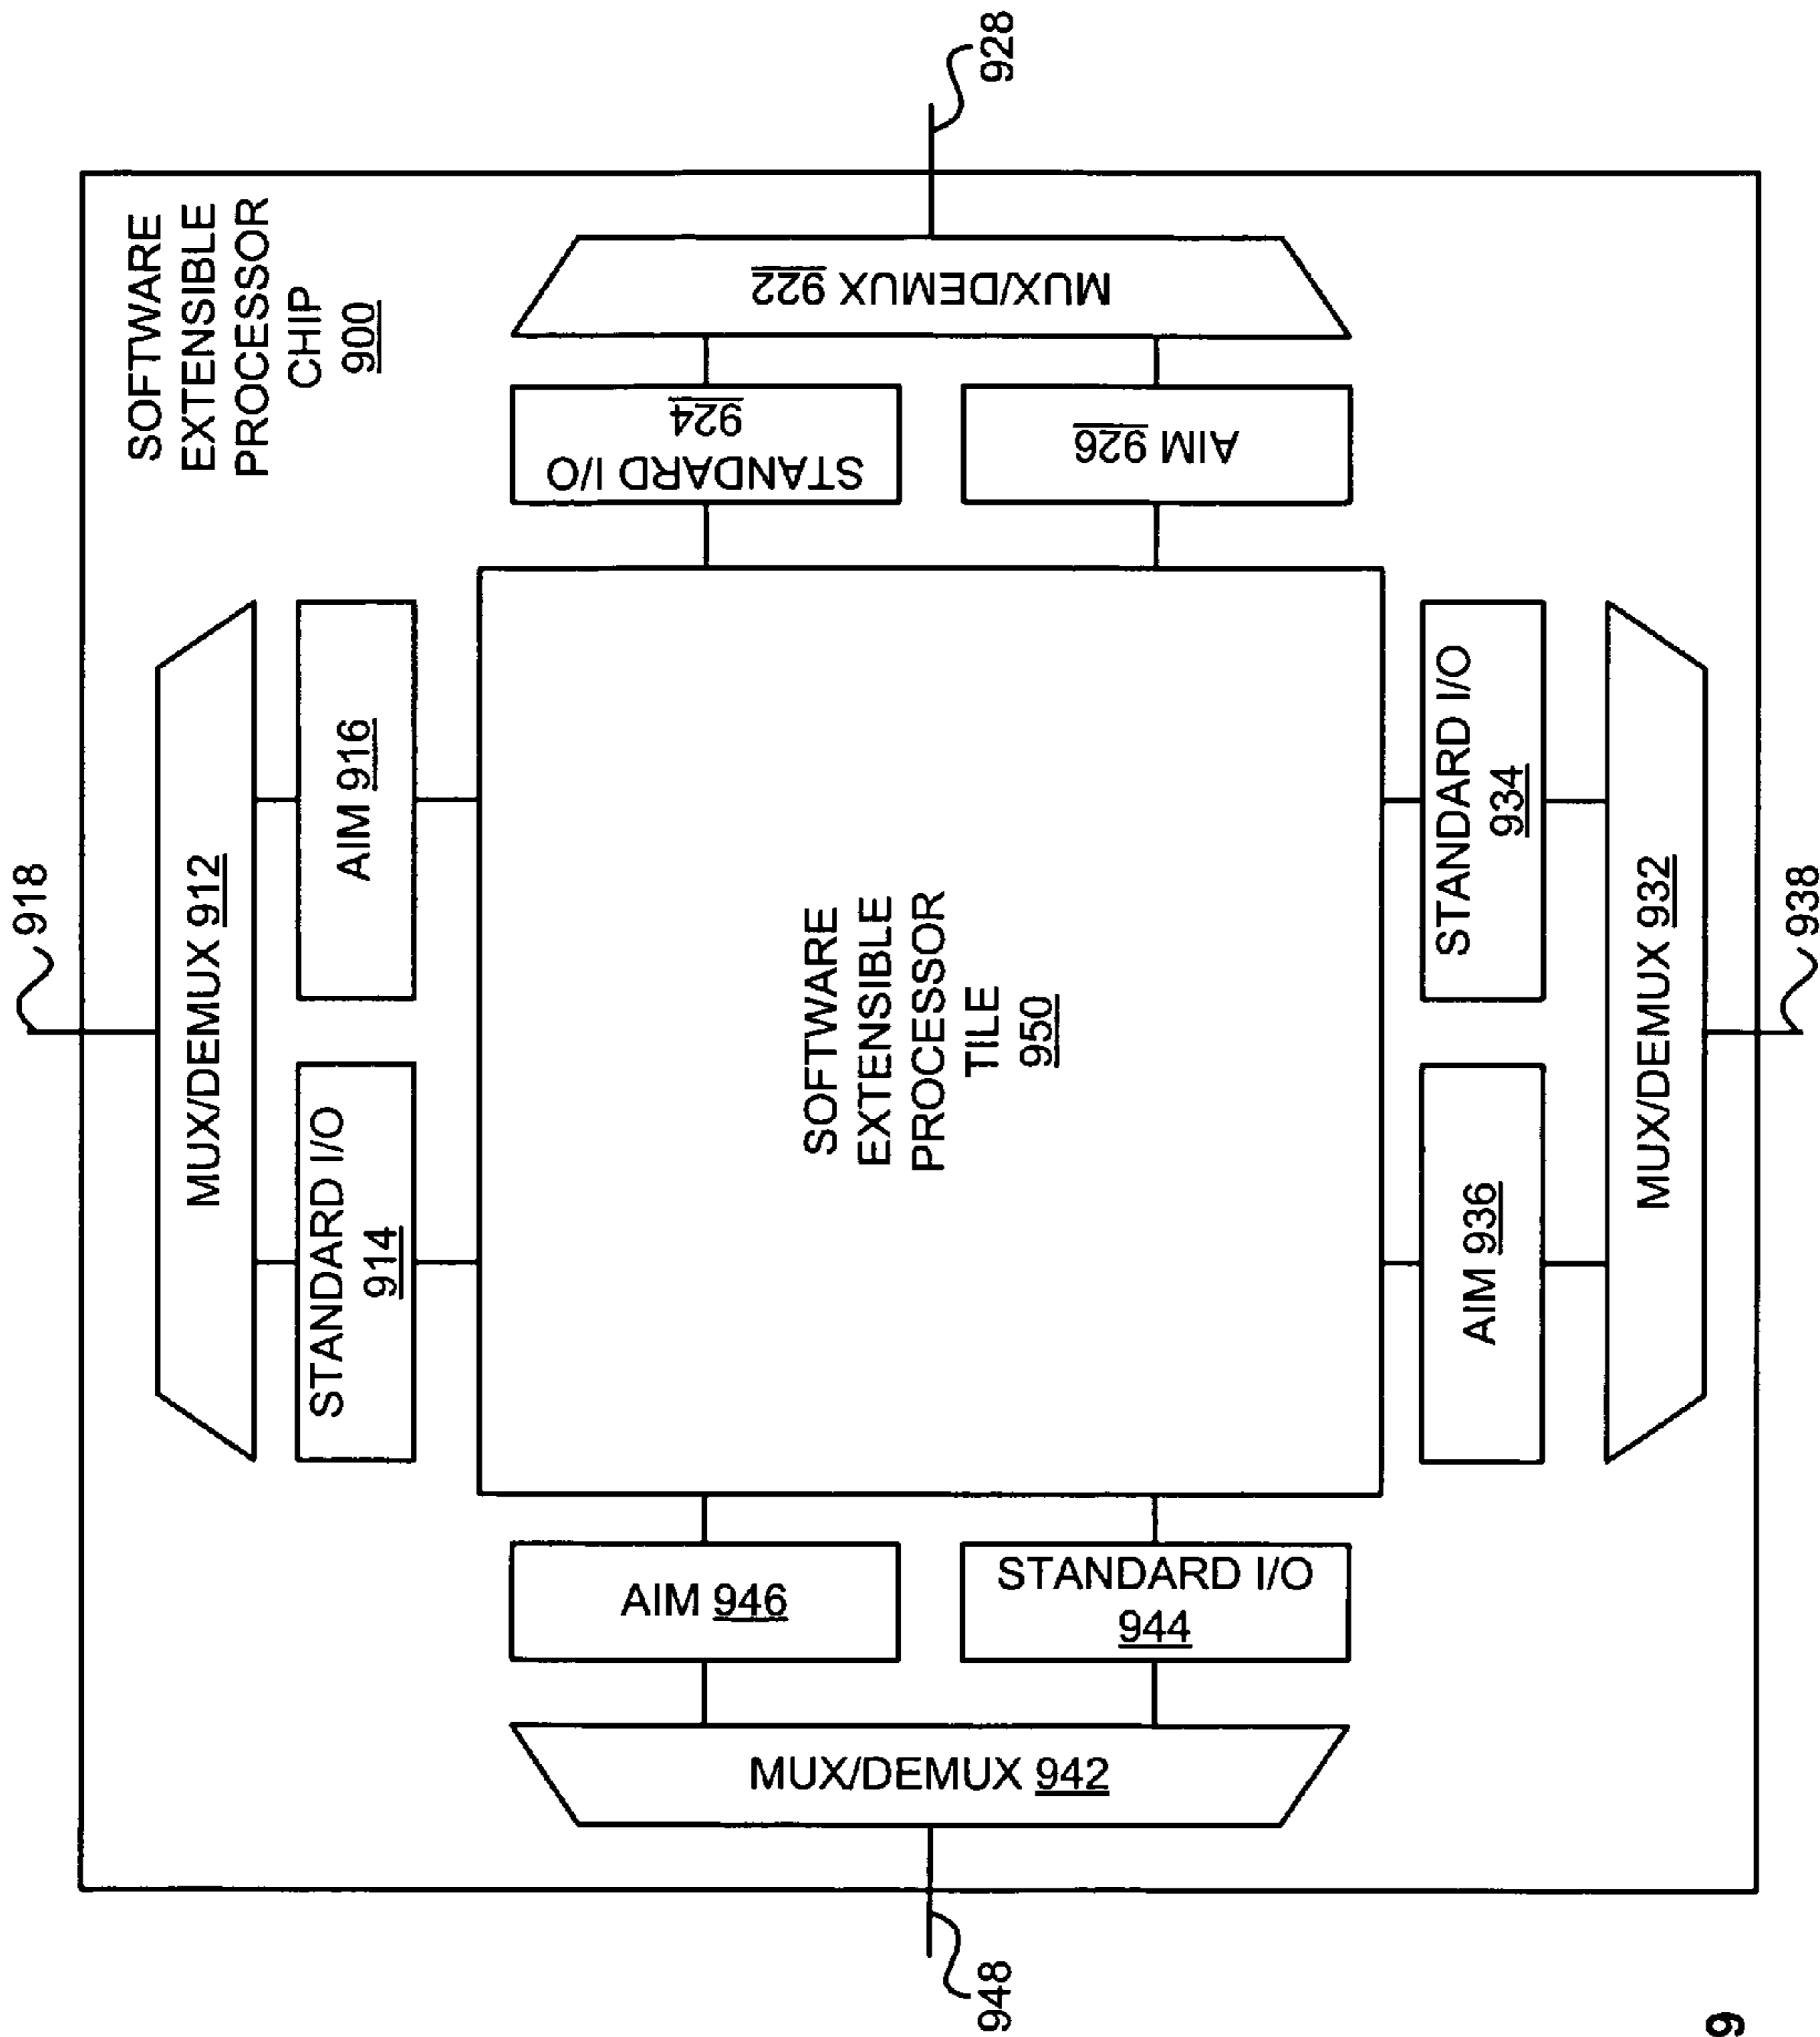 918
SOFTWARE
EXTENSIBLE
PROCESSOR
CHIP
900
MUX/DEMUX 912
STANDARD I/O
914
AIM 916
928
MUX/DEMUX 922
STANDARD I/O
924
AIM 926
SOFTWARE
EXTENSIBLE
PROCESSOR
TILE
950
AIM 946
STANDARD I/O
944
MUX/DEMUX 942
948
AIM 936
STANDARD I/O
934
MUX/DEMUX 932
938
9